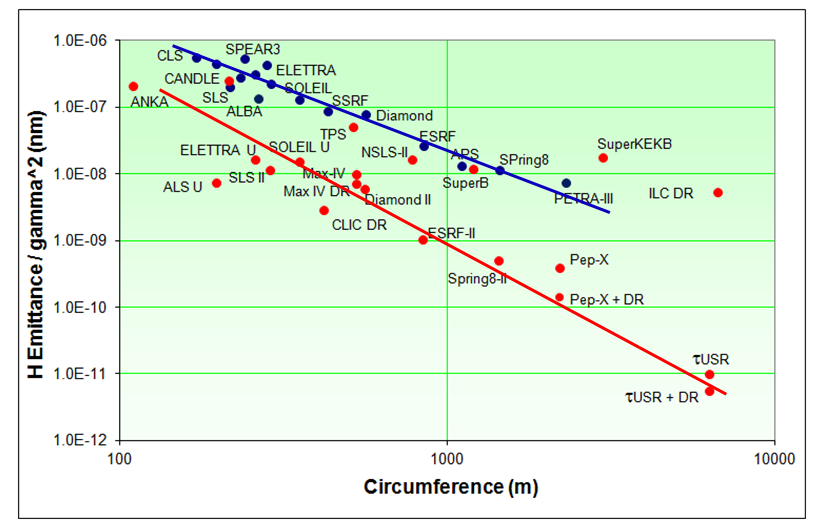 1.0E-06
1.0E-07
1.0E-08
1.0E-09
1.0E-10
1.0E-11
1.0E-12
H Emittance / gamma^2 (nm)
CLS
SPEAR3
CANDLE
ELETTRA
ANKA
SLS
SOLEIL
ALBA
SSRF
Diamond
TPS
ELETTRA U
SOLEIL U
NSLS-II
ESRF
APS
SPring8
SuperKEKB
ALS U
SLS II
Max-IV
Max IV DR
Diamond II
SuperB
PETRA-III
ILC DR
CLIC DR
ESRF-II
Spring8-II
Pep-X
Pep-X + DR
τUSR
τUSR + DR
100
1000
10000
Circumference (m)